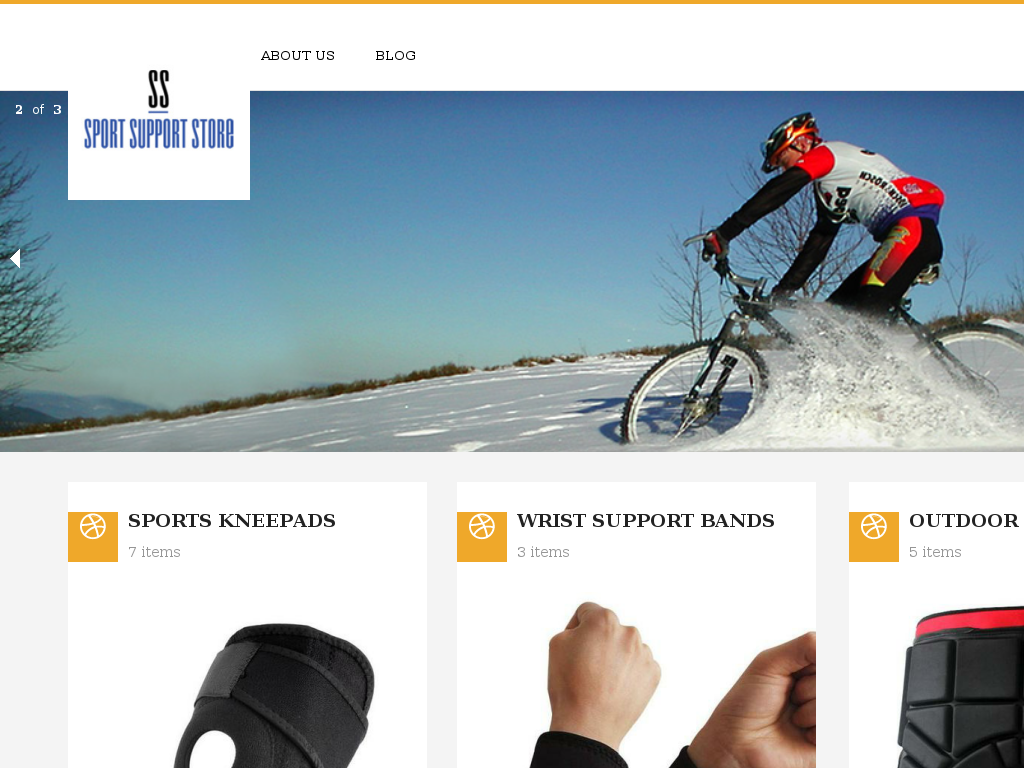 ABOUT US
BLOG
2 of 3
SS
SPORT SUPPORT STORE
SPORTS KNEEPADS
7 items
WRIST SUPPORT BANDS
3 items
OUTDOOR
5 items